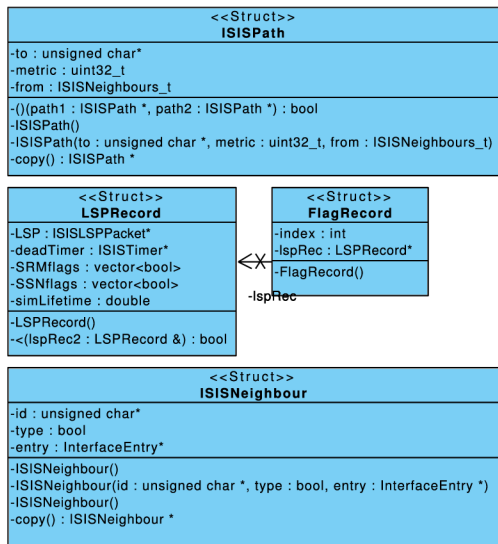 <<Struct>>
ISISPath
-to : unsigned char*
-metric : uint32_t
-from : ISISNeighbours_t
-()(path1 : ISISPath *, path2 : ISISPath *) : bool
-ISISPath()
-ISISPath(to : unsigned char *, metric : uint32_t, from : ISISNeighbours_t)
-copy() : ISISPath *
<<Struct>>
LSPRecord
-LSP : ISISLSPPacket*
-deadTimer : ISISTimer*
-SRMflags : vector<bool>
-SSNflags : vector<bool>
-simLifetime : double
-LSPRecord()
-<(lspRec2 : LSPRecord &) : bool
<<Struct>>
FlagRecord
-index : int
-lspRec : LSPRecord*
-FlagRecord()
-lspRec
<<Struct>>
ISISNeighbour
-id : unsigned char*
-type : bool
-entry : InterfaceEntry*
-ISISNeighbour()
-ISISNeighbour(id : unsigned char *, type : bool, entry : InterfaceEntry *)
-ISISNeighbour()
-copy() : ISISNeighbour *